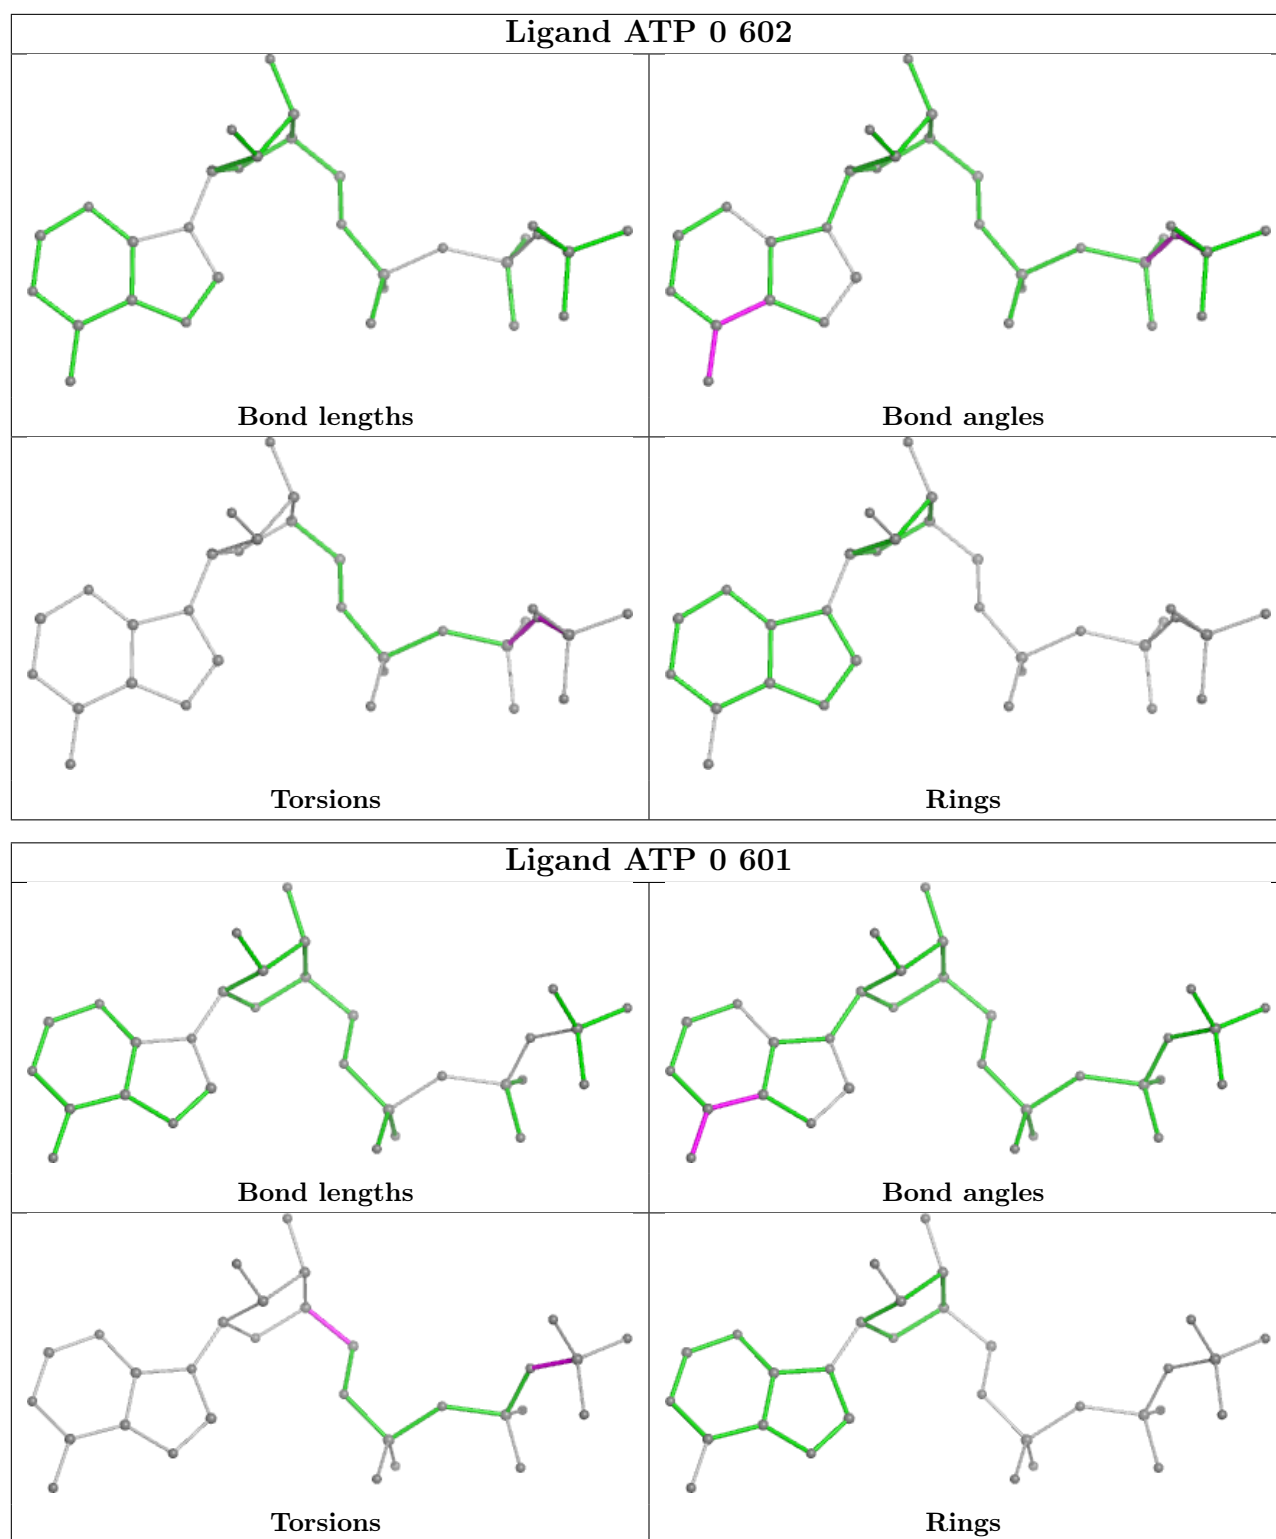 Ligand ATP 0 602
Bond lengths
Bond angles
Torsions
Rings
Ligand ATP 0 601
Bond lengths
Bond angles
Torsions
Rings